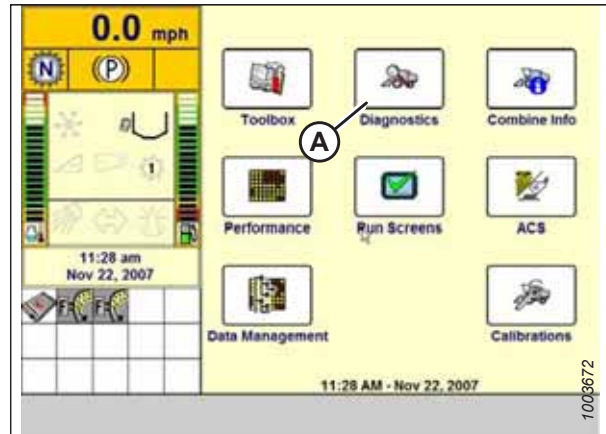 0.0 mph
N (P)
Toolbox
Diagnostics
Combine Info
A
1
Performance
Run Screens
ACS
11:28 am
Nov 22, 2007
F
F
Data Management
Calibrations
11:28 AM - Nov 22, 2007
1003672